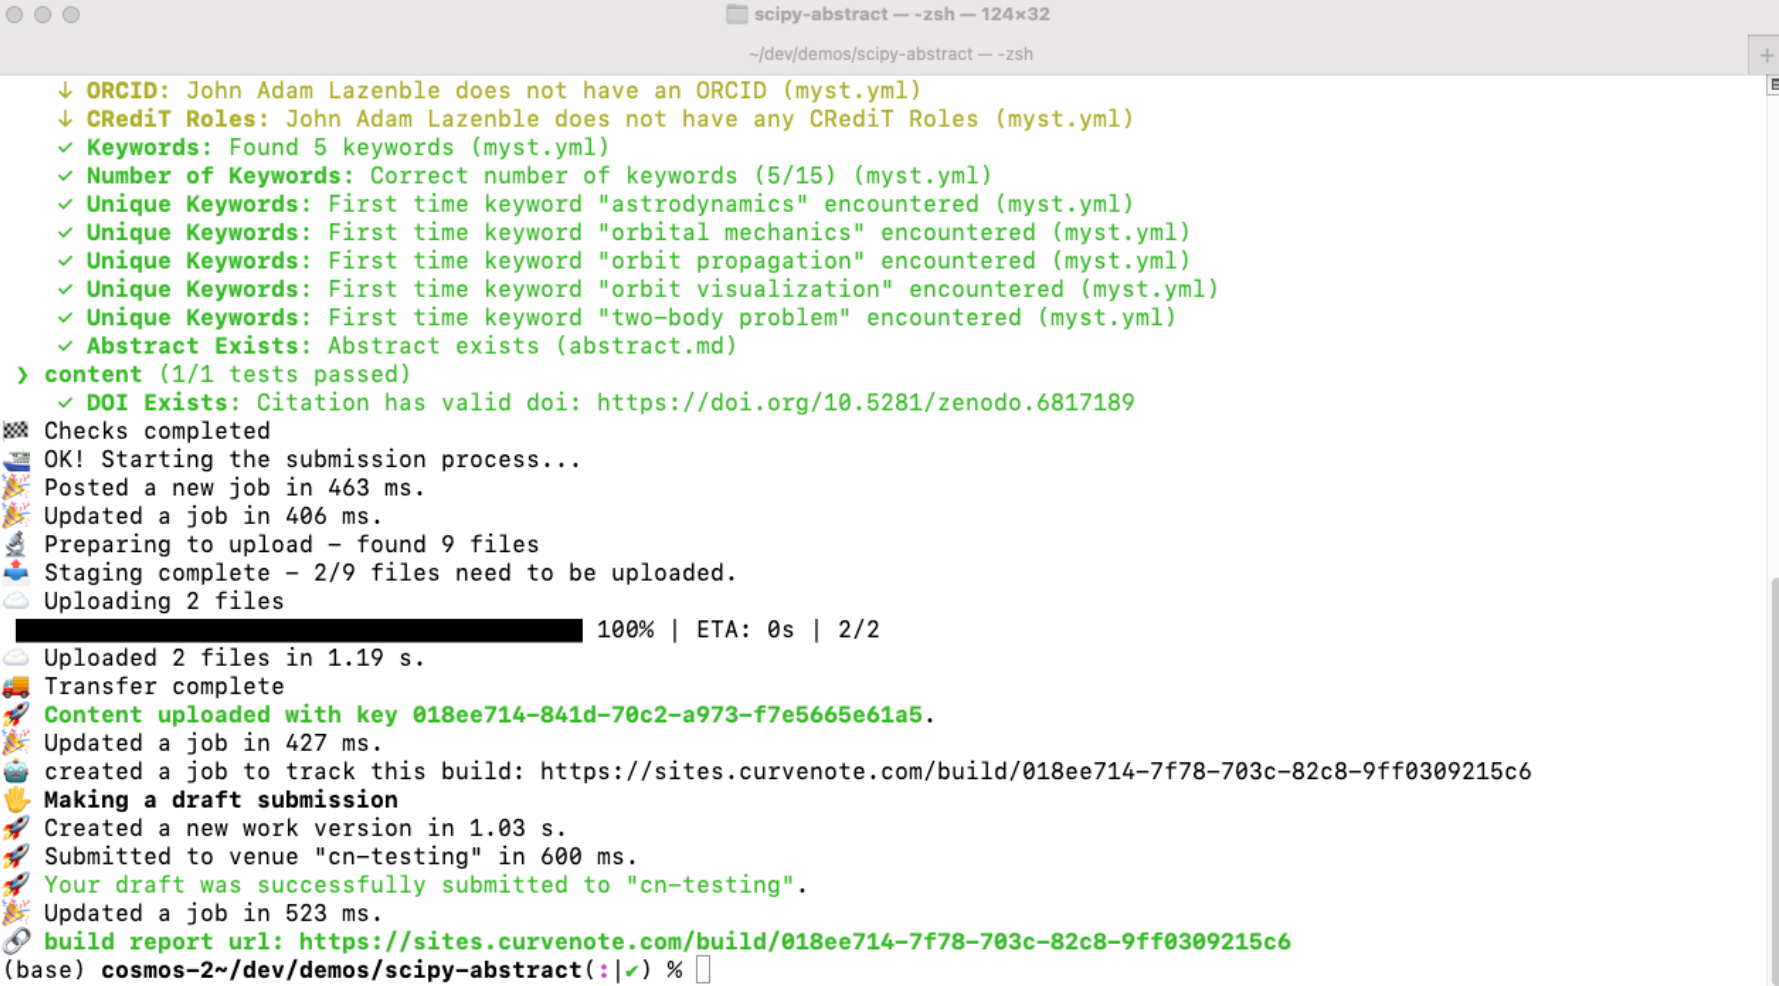 scipy-abstract — -zsh — 124×32
~/dev/demos/scipy-abstract — -zsh
+
↓ ORCID: John Adam Lazenble does not have an ORCID (myst.yml)
↓ CRediT Roles: John Adam Lazenble does not have any CRediT Roles (myst.yml)
✓ Keywords: Found 5 keywords (myst.yml)
✓ Number of Keywords: Correct number of keywords (5/15) (myst.yml)
✓ Unique Keywords: First time keyword "astrodynamics" encountered (myst.yml)
✓ Unique Keywords: First time keyword "orbital mechanics" encountered (myst.yml)
✓ Unique Keywords: First time keyword "orbit propagation" encountered (myst.yml)
✓ Unique Keywords: First time keyword "orbit visualization" encountered (myst.yml)
✓ Unique Keywords: First time keyword "two-body problem" encountered (myst.yml)
✓ Abstract Exists: Abstract exists (abstract.md)
❯ content (1/1 tests passed)
✓ DOI Exists: Citation has valid doi: https://doi.org/10.5281/zenodo.6817189
🏁 Checks completed
🛥 OK! Starting the submission process...
🎉 Posted a new job in 463 ms.
🎉 Updated a job in 406 ms.
🔬 Preparing to upload - found 9 files
📤 Staging complete - 2/9 files need to be uploaded.
☁️ Uploading 2 files
100% | ETA: 0s | 2/2
☁️ Uploaded 2 files in 1.19 s.
🚚 Transfer complete
🚀 Content uploaded with key 018ee714-841d-70c2-a973-f7e5665e61a5.
🎉 Updated a job in 427 ms.
🤖 created a job to track this build: https://sites.curvenote.com/build/018ee714-7f78-703c-82c8-9ff0309215c6
🖐 Making a draft submission
🚀 Created a new work version in 1.03 s.
🚀 Submitted to venue "cn-testing" in 600 ms.
🚀 Your draft was successfully submitted to "cn-testing".
🎉 Updated a job in 523 ms.
🔗 build report url: https://sites.curvenote.com/build/018ee714-7f78-703c-82c8-9ff0309215c6
(base) cosmos-2~/dev/demos/scipy-abstract(:|✔) %